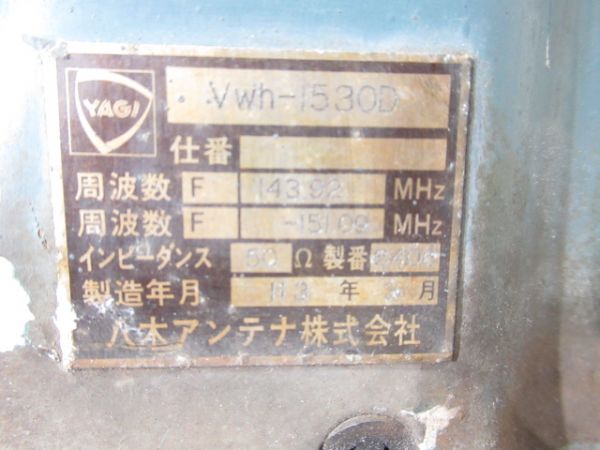 YAGI
Vwh-1530D
仕番
周波数 F 143.92 MHz
周波数 F -151.09 MHz
インピーダンス 50 Ω 製番
製造年月 年 月
八木アンテナ株式会社